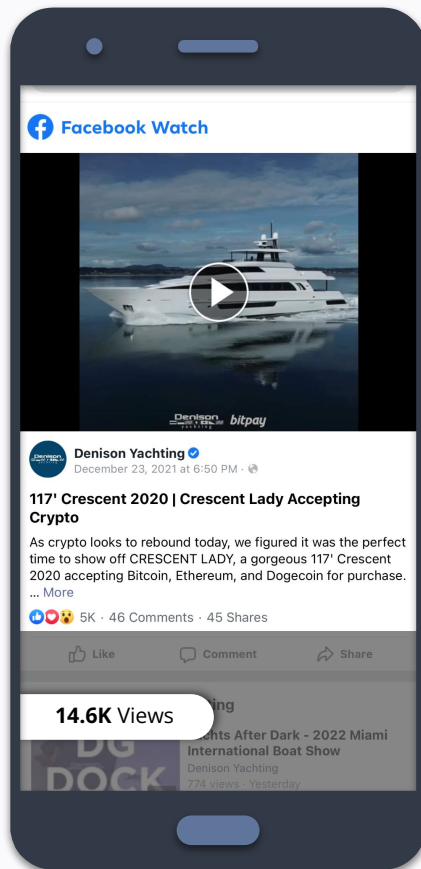 Facebook Watch
Denison
yachting
bitpay
Denison
Denison Yachting
December 23, 2021 at 6:50 PM ·
117' Crescent 2020 | Crescent Lady Accepting
Crypto
As crypto looks to rebound today, we figured it was the perfect
time to show off CRESCENT LADY, a gorgeous 117' Crescent
2020 accepting Bitcoin, Ethereum, and Dogecoin for purchase.
... More
5K · 46 Comments · 45 Shares
Like
Comment
Share
14.6K Views
DOCK
Yachts After Dark - 2022 Miami
International Boat Show
Denison Yachting
774 views · Yesterday